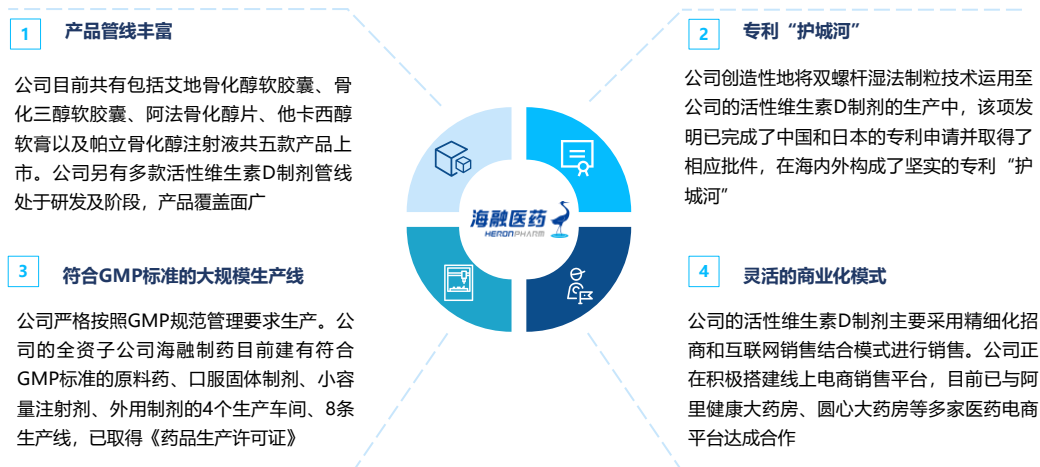 1
产品管线丰富
公司目前共有包括艾地骨化醇软胶囊、骨
化三醇软胶囊、阿法骨化醇片、他卡西醇
软膏以及帕立骨化醇注射液共五款产品上
市。公司另有多款活性维生素D制剂管线
处于研发及阶段，产品覆盖面广
2
专利“护城河”
公司创造性地将双螺杆湿法制粒技术运用至
公司的活性维生素D制剂的生产中，该项发
明已完成了中国和日本的专利申请并取得了
相应批件，在海内外构成了坚实的专利“护
城河”
海融医药
HERONPHARM
3
符合GMP标准的大规模生产线
公司严格按照GMP规范管理要求生产。公
司的全资子公司海融制药目前建有符合
GMP标准的原料药、口服固体制剂、小容
量注射剂、外用制剂的4个生产车间、8条
生产线，已取得《药品生产许可证》
4
灵活的商业化模式
公司的活性维生素D制剂主要采用精细化招
商和互联网销售结合模式进行销售。公司正
在积极搭建线上电商销售平台，目前已与阿
里健康大药房、圆心大药房等多家医药电商
平台达成合作